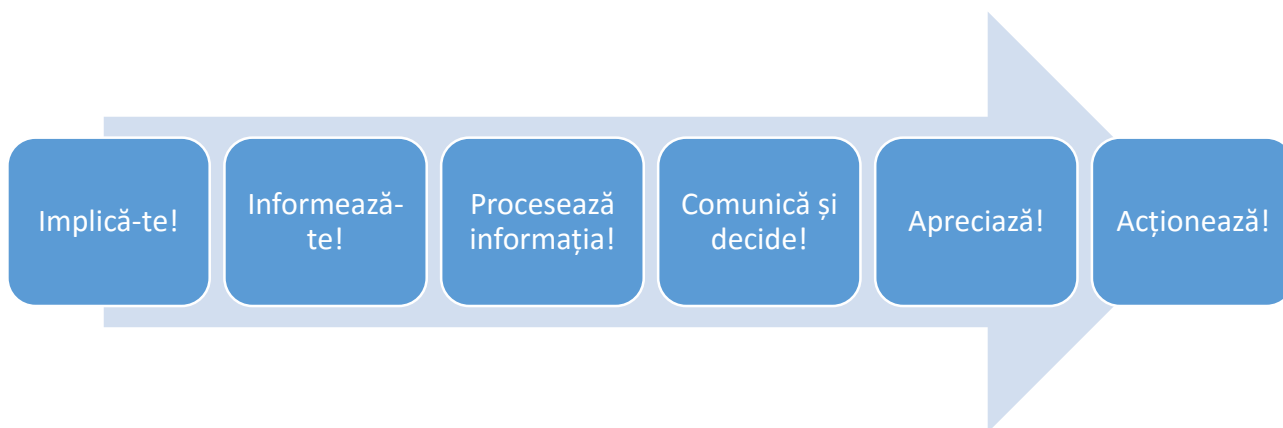 Implică-te!
Informează-
te!
Procesează
informația!
Comunică și
decide!
Apreciază!
Acționează!